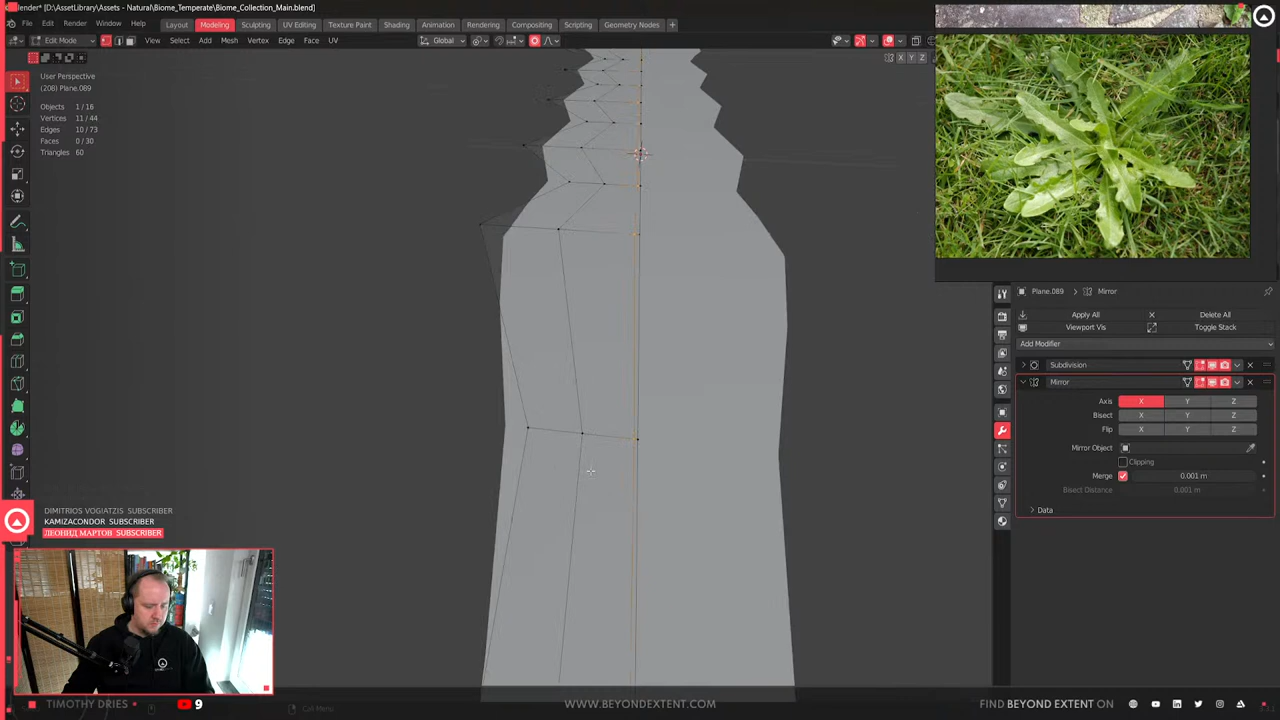 Blender* [D:\AssetLibrary\Assets - Natural\Biome_Temperate\Biome_Collection_Main.blend]
File Edit Render Window Help
Layout Modeling Sculpting UV Editing Texture Paint Shading Animation Rendering Compositing Scripting Geometry Nodes +
Edit Mode View Select Add Mesh Vertex Edge Face UV Global
X Y Z
User Perspective
(208) Plane.089
Objects 1 / 16
Vertices 11 / 44
Edges 10 / 73
Faces 0 / 30
Triangles 60
Plane.089 > Mirror
Apply All Delete All
Viewport Vis Toggle Stack
Add Modifier
Subdivision
Mirror
Axis X Y Z
Bisect X Y Z
Flip X Y Z
Mirror Object
Clipping
Merge 0.001 m
Bisect Distance 0.001 m
Data
DIMITRIOS VOGIATZIS SUBSCRIBER
KAMIZACONDOR SUBSCRIBER
ЛЕОНИД МАРТОВ SUBSCRIBER
TIMOTHY DRIES 9 WWW.BEYONDEXTENT.COM FIND BEYOND EXTENT ON
Call Menu